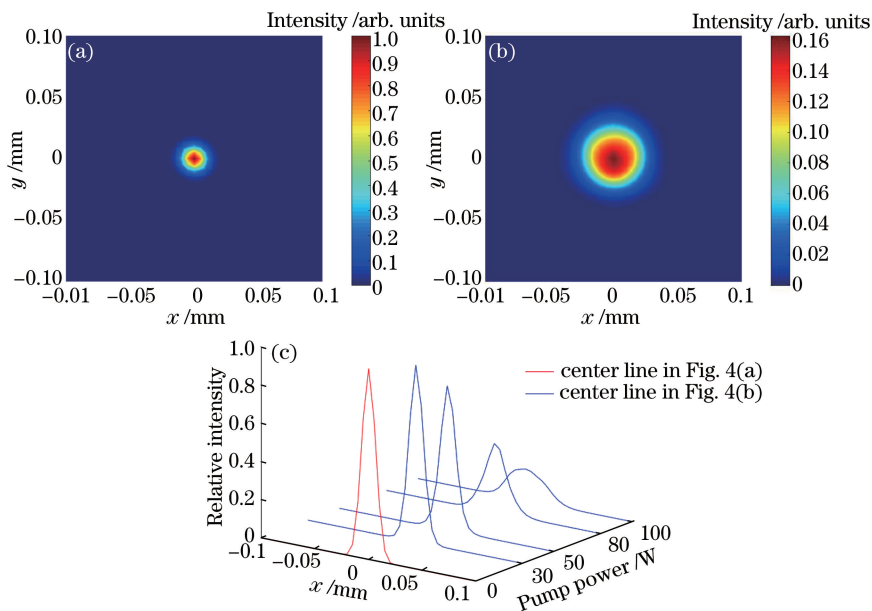 Intensity /arb. units
(a)
0.10
0.05
0
−0.05
−0.10
y /mm
−0.01 −0.05 0 0.05 0.1
x /mm
1.0
0.9
0.8
0.7
0.6
0.5
0.4
0.3
0.2
0.1
0
Intensity /arb. units
(b)
0.10
0.05
0
−0.05
−0.10
y /mm
−0.01 −0.05 0 0.05 0.1
x /mm
0.16
0.14
0.12
0.10
0.08
0.06
0.04
0.02
0
(c)
1.0
0.8
0.6
0.4
0.2
0
Relative intensity
center line in Fig. 4(a)
center line in Fig. 4(b)
−0.1 −0.05 0 0.05 0.1
x /mm
0 30 50 80 100
Pump power /W